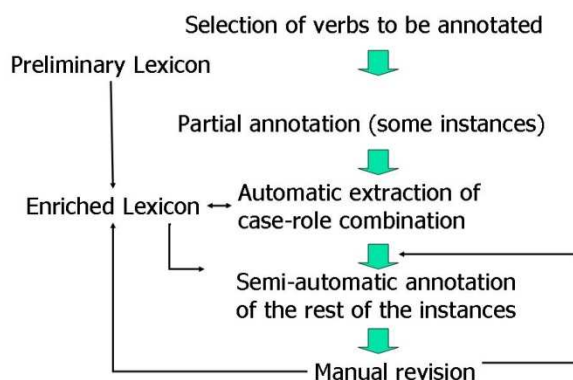 Selection of verbs to be annotated
Preliminary Lexicon
Partial annotation (some instances)
Enriched Lexicon
Automatic extraction of
case-role combination
Semi-automatic annotation
of the rest of the instances
Manual revision